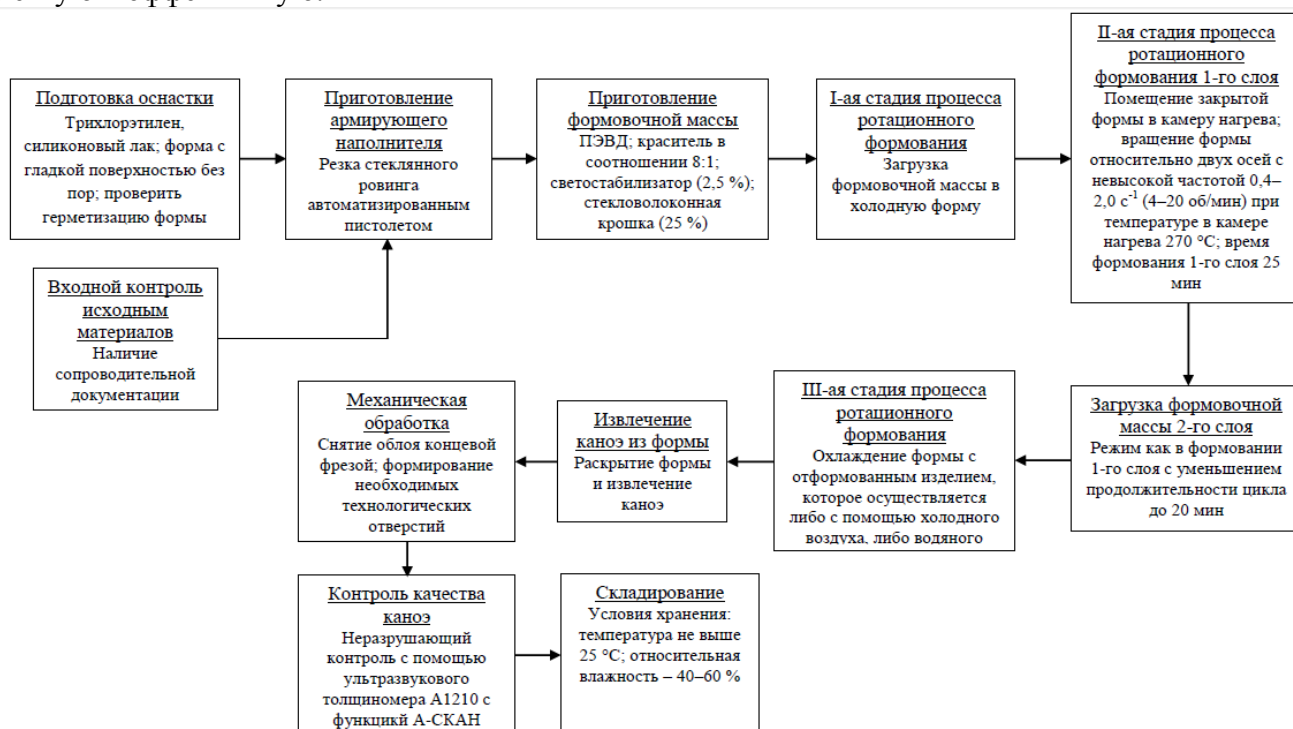 Подготовка оснастки
Трихлорэтилен,
силиконовый лак; форма с
гладкой поверхностью без
пор; проверить
герметизацию формы
Входной контроль
исходным
материалов
Наличие
сопроводительной
документации
Приготовление
армирующего
наполнителя
Резка стеклянного
ровинга
автоматизированным
пистолетом
Приготовление
формовочной массы
ПЭВД; краситель в
соотношении 8:1;
светостабилизатор (2,5 %);
стекловолоконная
крошка (25 %)
I-ая стадия процесса
ротационного
формования
Загрузка
формовочной массы в
холодную форму
II-ая стадия процесса
ротационного
формования 1-го слоя
Помещение закрытой
формы в камеру нагрева;
вращение формы
относительно двух осей с
невысокой частотой 0,4–
2,0 с⁻¹ (4–20 об/мин) при
температуре в камере
нагрева 270 °С; время
формования 1-го слоя 25
мин
Загрузка формовочной
массы 2-го слоя
Режим как в формовании
1-го слоя с уменьшением
продолжительности цикла
до 20 мин
III-ая стадия процесса
ротационного
формования
Охлаждение формы с
отформованным изделием,
которое осуществляется
либо с помощью холодного
воздуха, либо водяного
Извлечение
каноэ из формы
Раскрытие формы
и извлечение
каноэ
Механическая
обработка
Снятие облоя концевой
фрезой; формирование
необходимых
технологических
отверстий
Контроль качества
каноэ
Неразрушающий
контроль с помощью
ультразвукового
толщиномера А1210 с
функцикй А-СКАН
Складирование
Условия хранения:
температура не выше
25 °С; относительная
влажность – 40–60 %